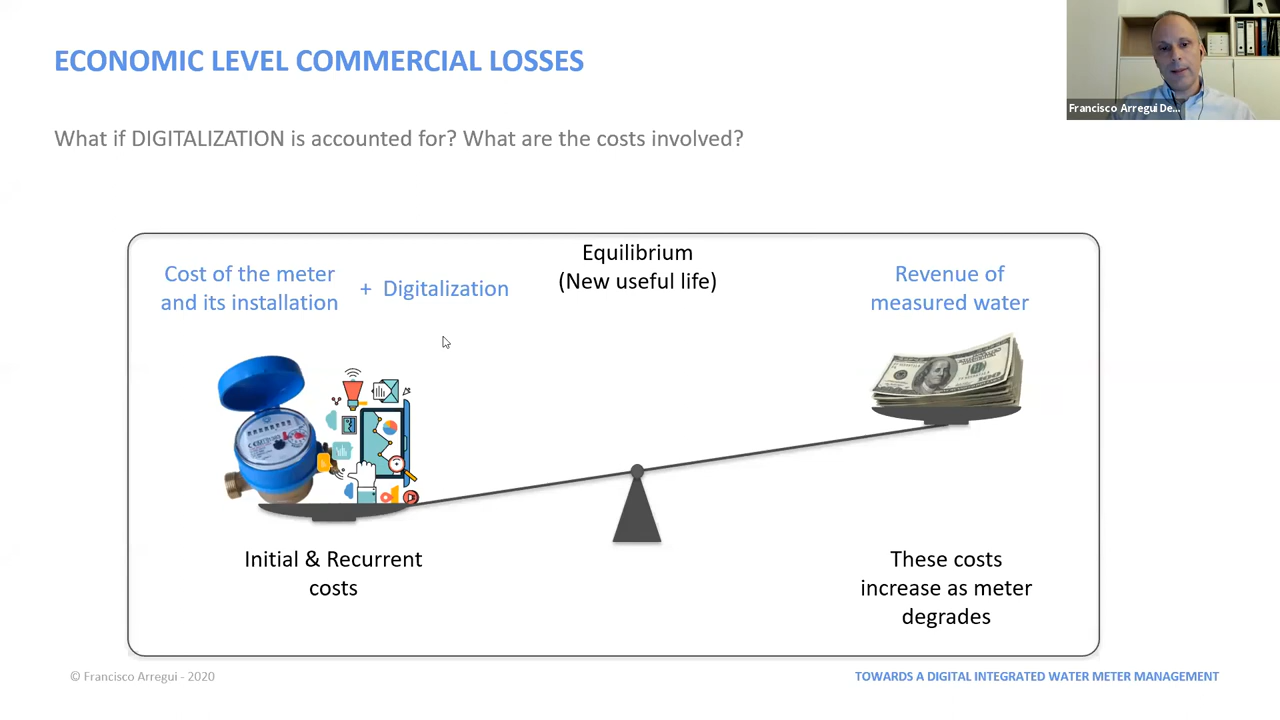 ECONOMIC LEVEL COMMERCIAL LOSSES
Francisco Arregui De...
What if DIGITALIZATION is accounted for? What are the costs involved?
Equilibrium
(New useful life)
Cost of the meter
and its installation
+ Digitalization
Revenue of
measured water
Initial & Recurrent
costs
These costs
increase as meter
degrades
© Francisco Arregui - 2020
TOWARDS A DIGITAL INTEGRATED WATER METER MANAGEMENT